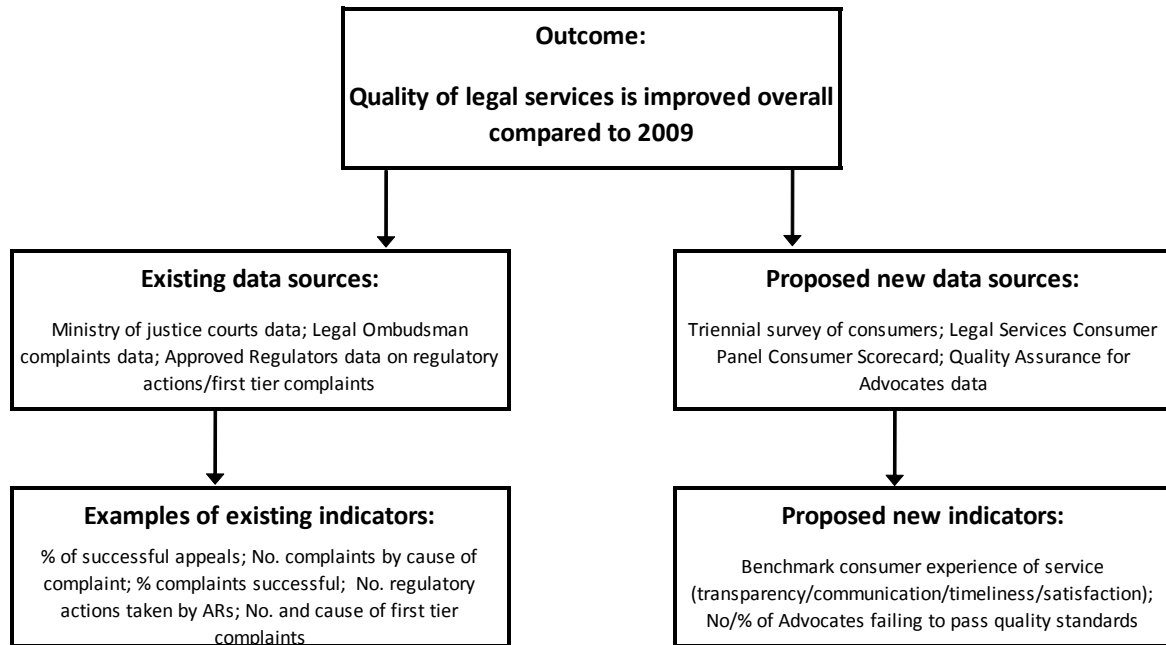 Outcome:
Quality of legal services is improved overall
compared to 2009
Existing data sources:
Ministry of justice courts data; Legal Ombudsman
complaints data; Approved Regulators data on regulatory
actions/first tier complaints
Proposed new data sources:
Triennial survey of consumers; Legal Services Consumer
Panel Consumer Scorecard; Quality Assurance for
Advocates data
Examples of existing indicators:
% of successful appeals; No. complaints by cause of
complaint; % complaints successful; No. regulatory
actions taken by ARs; No. and cause of first tier
complaints
Proposed new indicators:
Benchmark consumer experience of service
(transparency/communication/timeliness/satisfaction);
No/% of Advocates failing to pass quality standards